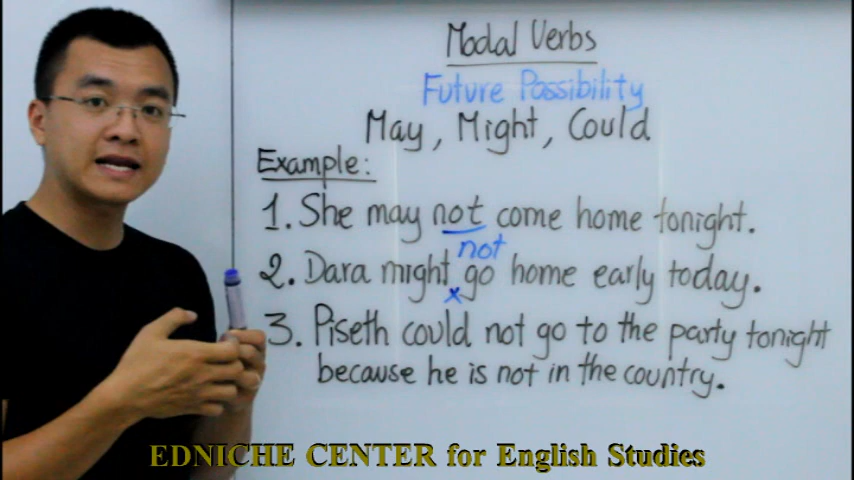 Modal Verbs
Future Possibility
May, Might, Could
Example:
1. She may not come home tonight.
not
2. Dara might x go home early today.
3. Piseth could not go to the party tonight
because he is not in the country.
EDNICHE CENTER for English Studies